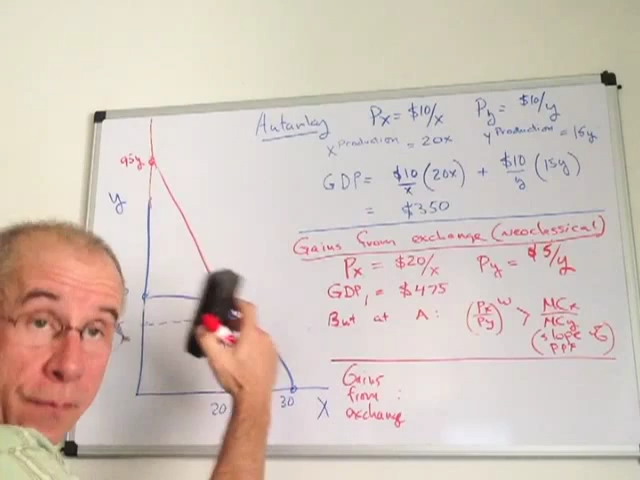 Autarky Px = $10/x Py = $10/y
x Production = 20x y Production = 15y
GDP = $10/x (20x) + $10/y (15y)
= $350
Gains from exchange (neoclassical)
Px = $20/x Py = $5/y
GDP1 = $475
But at A: (Px/Py)^w > MCx/MCy
(slope PPF)
Gains
from :
exchange
95y
y
20 30 X